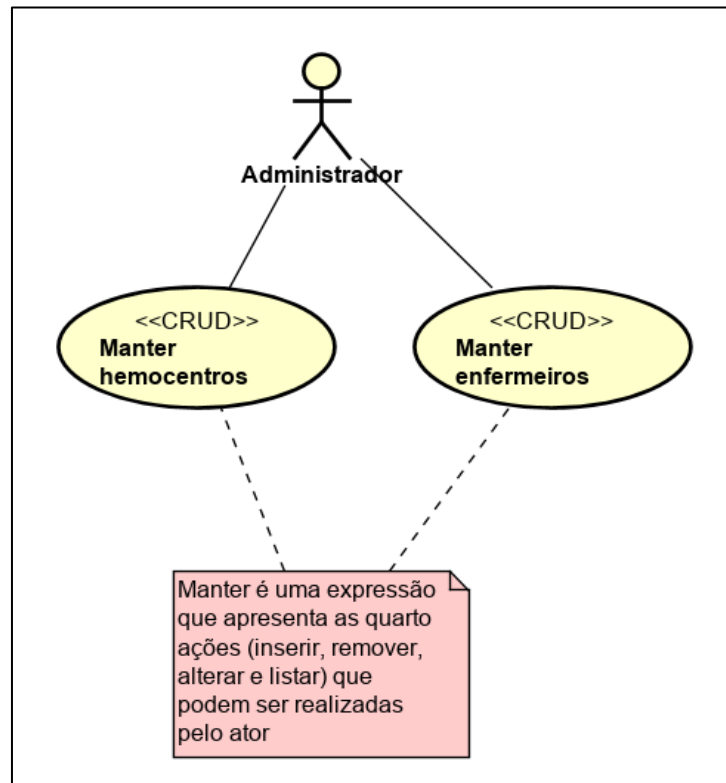 Administrador
<<CRUD>>
Manter
hemocentros
<<CRUD>>
Manter
enfermeiros
Manter é uma expressão
que apresenta as quarto
ações (inserir, remover,
alterar e listar) que
podem ser realizadas
pelo ator